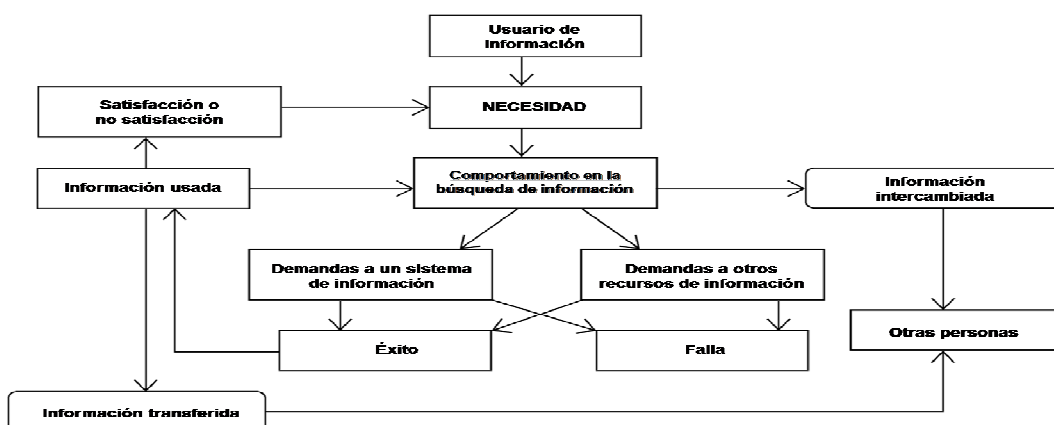 Usuario de
Información
Satisfacción o
no satisfacción
NECESIDAD
Información usada
Comportamiento en la
búsqueda de información
Información
intercambiada
Demandas a un sistema
de información
Demandas a otros
recursos de información
Éxito
Falla
Otras personas
Información transferida